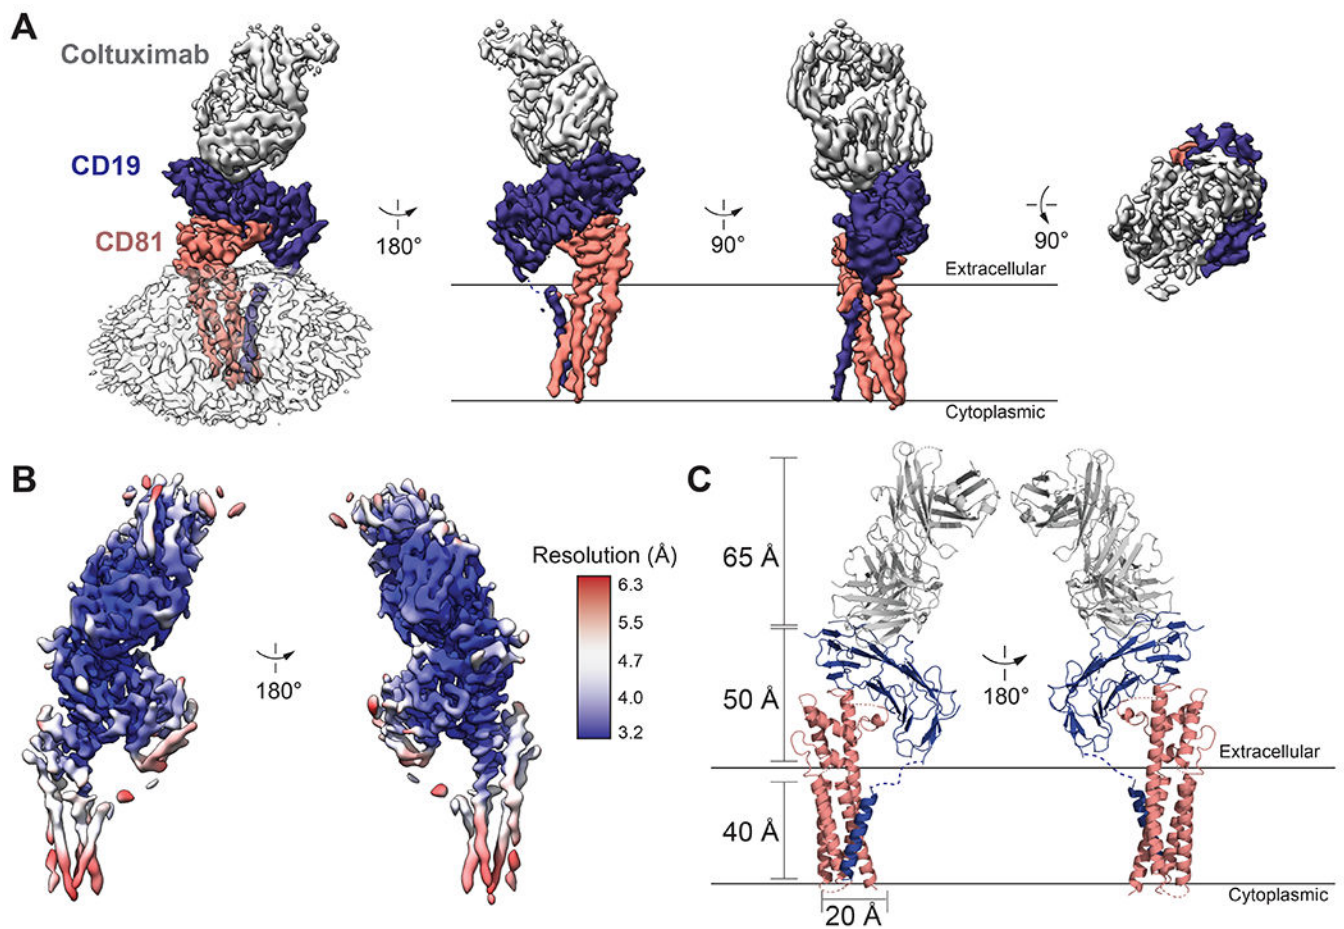 A
Coltuximab
CD19
CD81
180°
90°
90°
Extracellular
Cytoplasmic
B
180°
Resolution (Å)
6.3
5.5
4.7
4.0
3.2
C
65 Å
50 Å
180°
Extracellular
40 Å
Cytoplasmic
20 Å